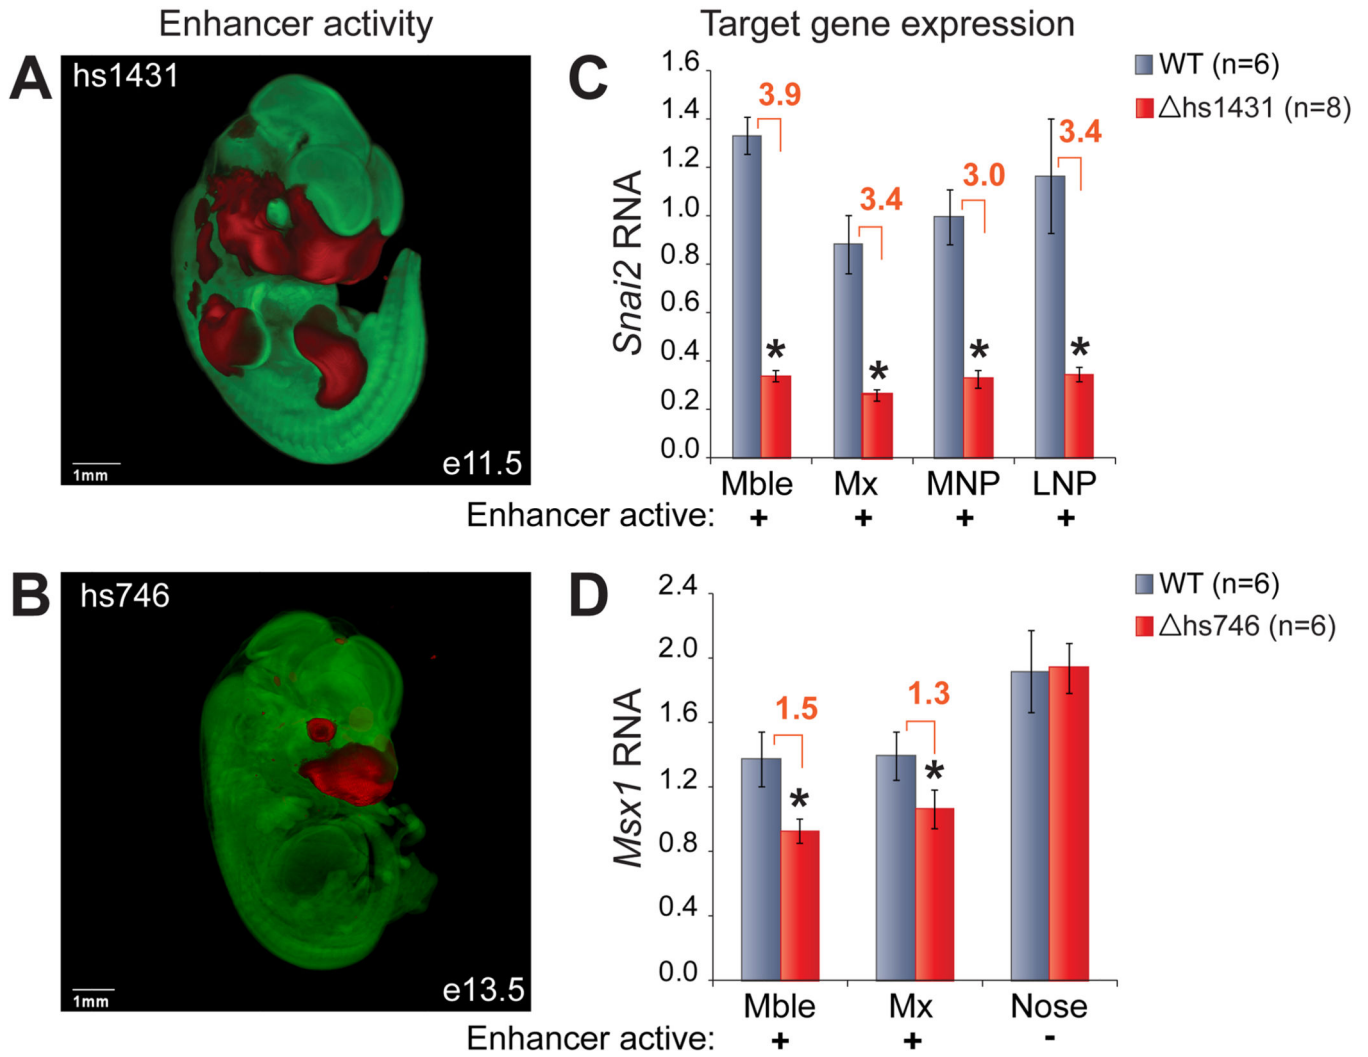 Enhancer activity
Target gene expression
A
hs1431
e11.5
1mm
C
Snai2 RNA
1.6
1.4
1.2
1.0
0.8
0.6
0.4
0.2
0.0
3.9
3.4
3.0
3.4
* * * *
WT (n=6)
△hs1431 (n=8)
Mble Mx MNP LNP
Enhancer active: + + + +
B
hs746
e13.5
1mm
D
Msx1 RNA
2.4
2.0
1.6
1.2
0.8
0.4
0.0
1.5
1.3
* *
WT (n=6)
△hs746 (n=6)
Mble Mx Nose
Enhancer active: + + -